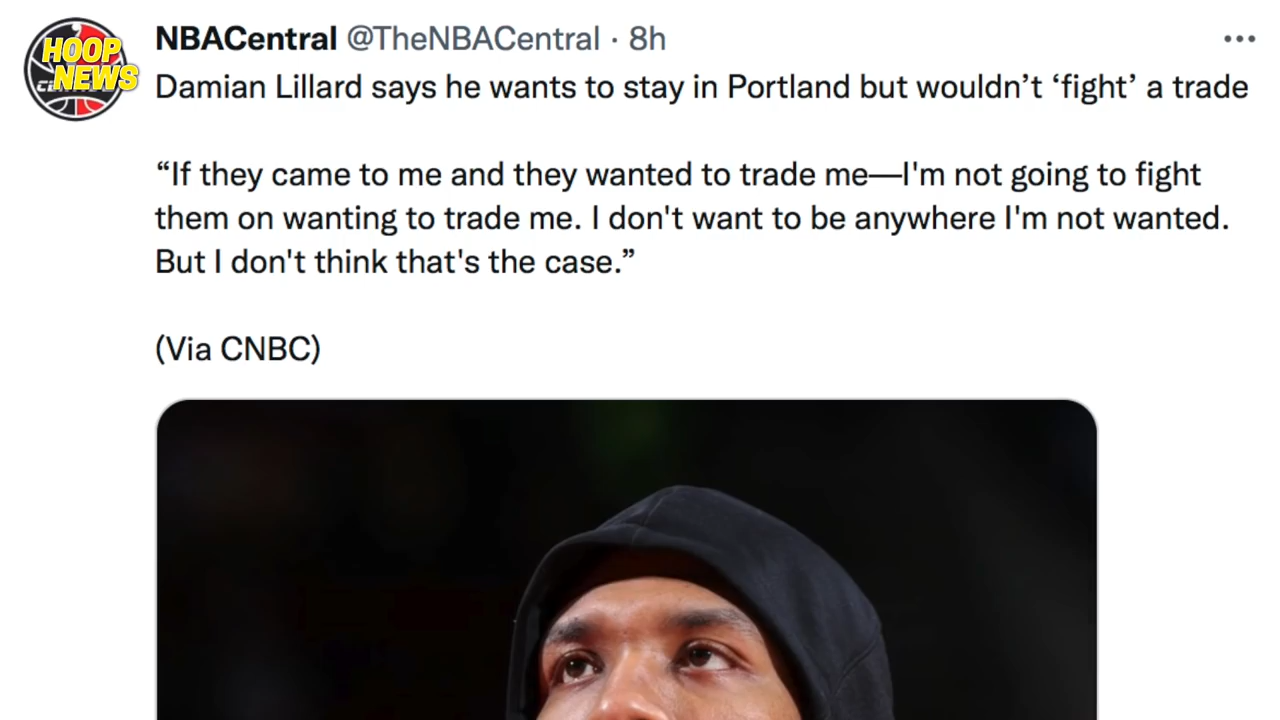 HOOP
NEWS
NBACentral @TheNBACentral · 8h
Damian Lillard says he wants to stay in Portland but wouldn’t ‘fight’ a trade
“If they came to me and they wanted to trade me—I'm not going to fight
them on wanting to trade me. I don't want to be anywhere I'm not wanted.
But I don't think that's the case.”
(Via CNBC)